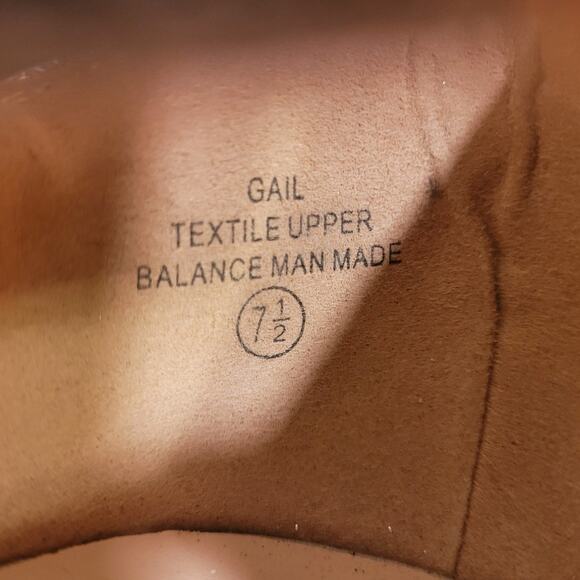 GAIL
TEXTILE UPPER
BALANCE MAN MADE
7 1/2